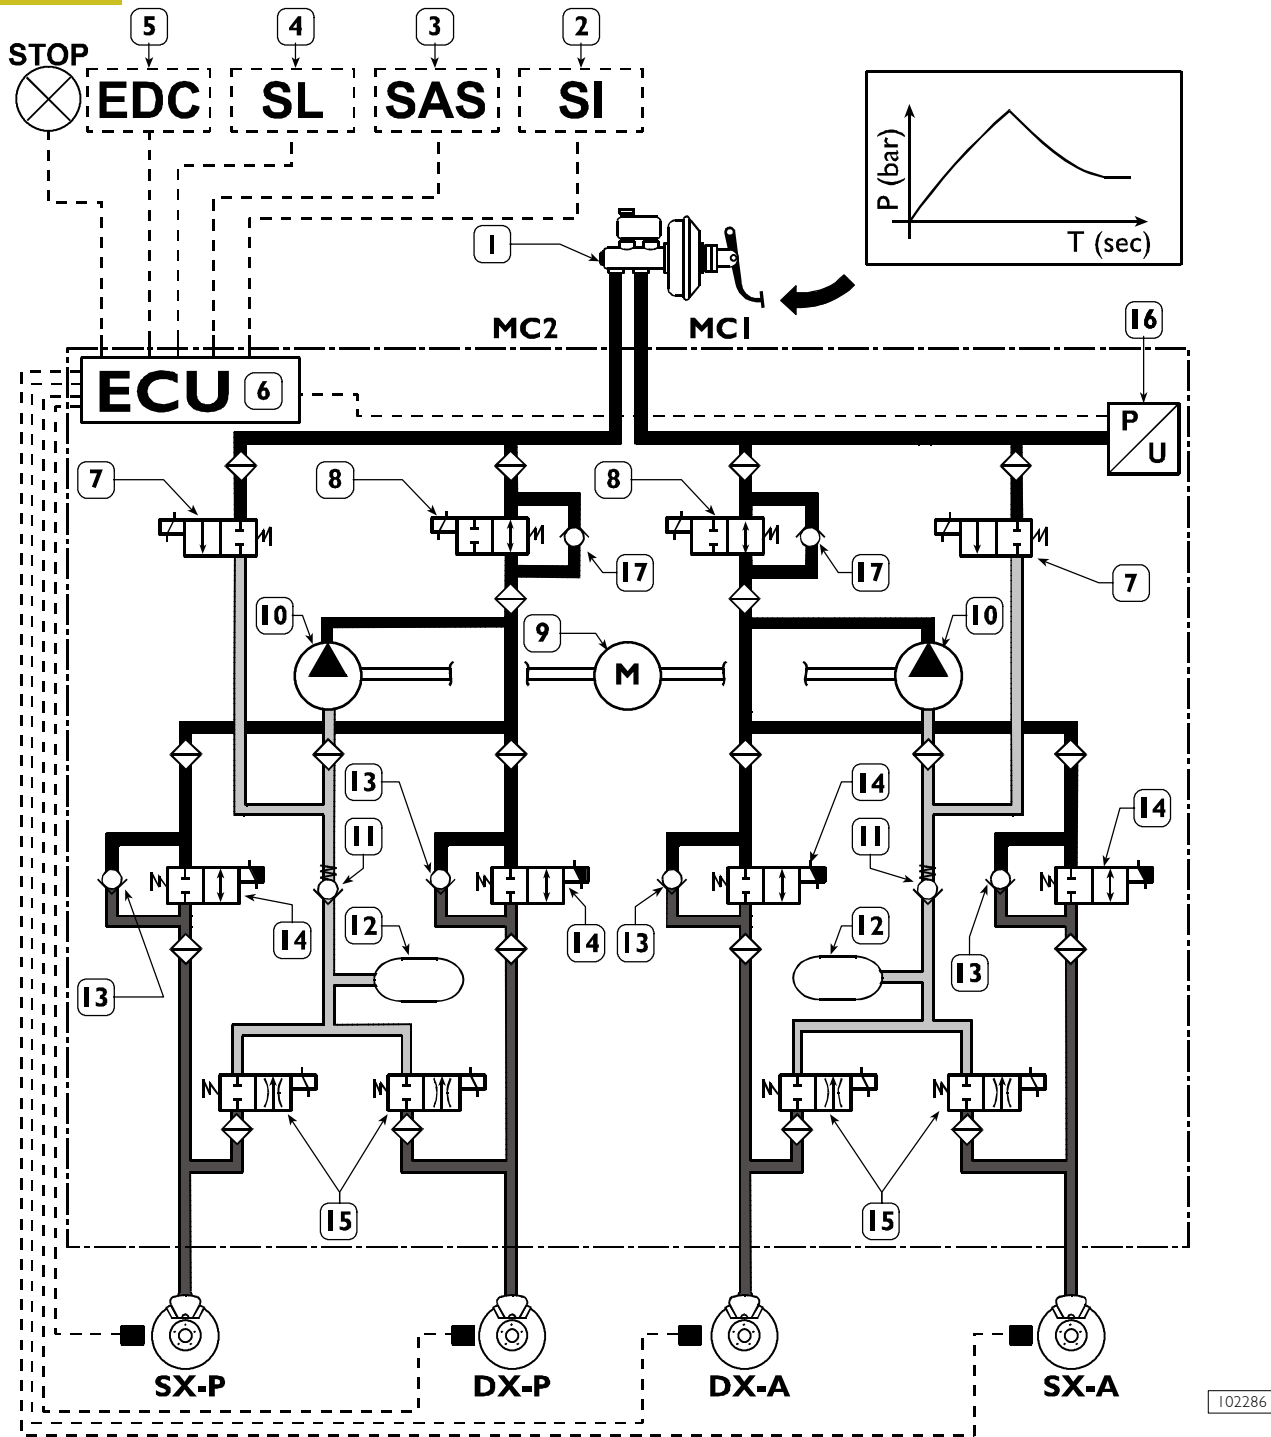 5 4 3 2
STOP
EDC SL SAS SI
P (bar)
T (sec)
1
MC2 MC1
16
ECU 6
P
U
7 8 8
17 17 7
10 9 10
M
13 14
14
11 11
14 12 14 13 12
13 13
15 15
SX-P DX-P DX-A SX-A
102286